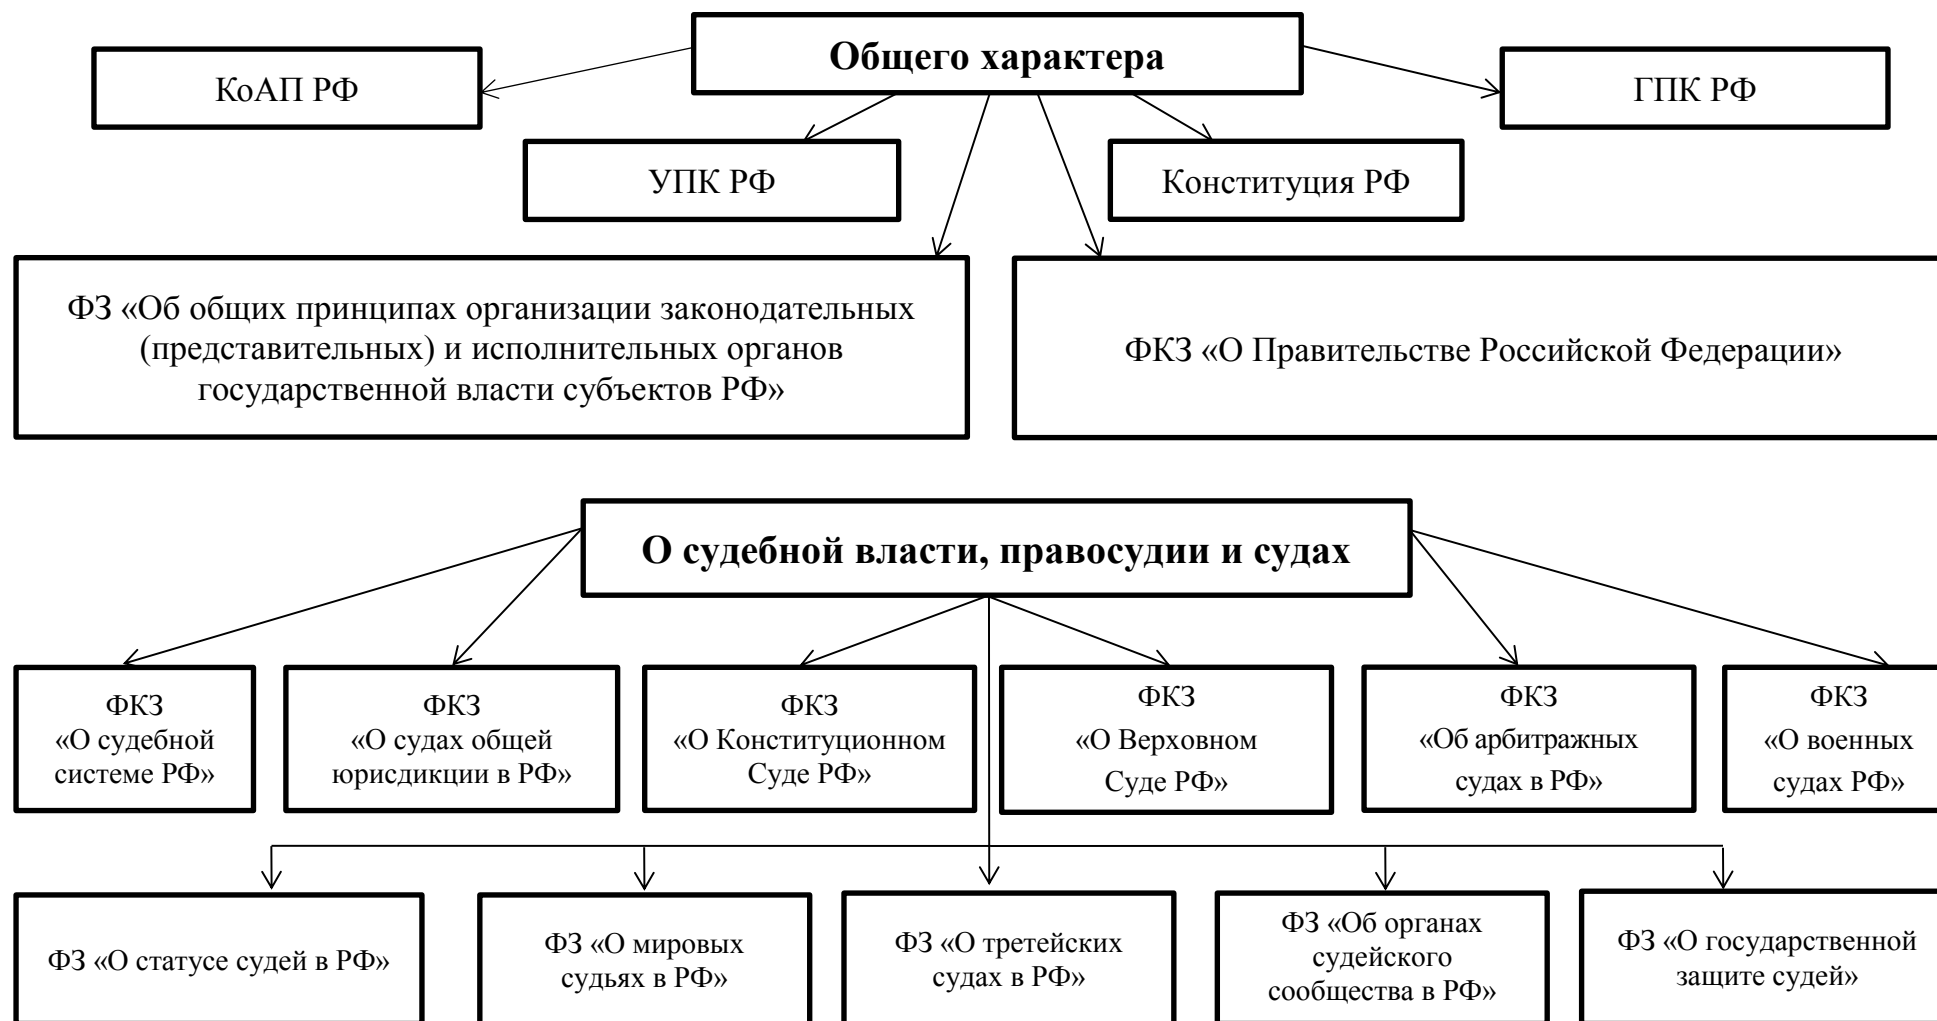 Общего характера
КоАП РФ
ГПК РФ
УПК РФ
Конституция РФ
ФЗ «Об общих принципах организации законодательных
(представительных) и исполнительных органов
государственной власти субъектов РФ»
ФКЗ «О Правительстве Российской Федерации»
О судебной власти, правосудии и судах
ФКЗ
«О судебной
системе РФ»
ФКЗ
«О судах общей
юрисдикции в РФ»
ФКЗ
«О Конституционном
Суде РФ»
ФКЗ
«О Верховном
Суде РФ»
ФКЗ
«Об арбитражных
судах в РФ»
ФКЗ
«О военных
судах РФ»
ФЗ «О статусе судей в РФ»
ФЗ «О мировых
судьях в РФ»
ФЗ «О третейских
судах в РФ»
ФЗ «Об органах
судейского
сообщества в РФ»
ФЗ «О государственной
защите судей»